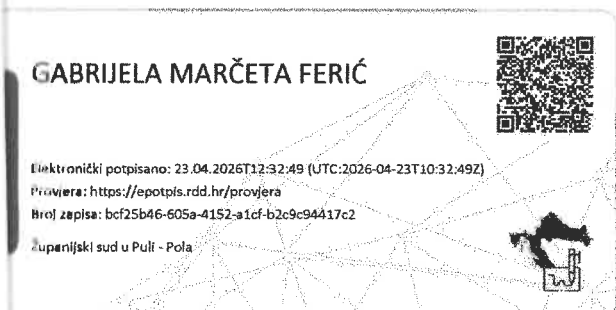 GABRIJELA MARČETA FERIĆ
Elektronički potpisano: 23.04.2026T12:32:49 (UTC:2026-04-23T10:32:49Z)
Provjera: https://epotpis.rdd.hr/provjera
Broj zapisa: bcf25b46-605a-4152-a1cf-b2c9c94417c2
Županijski sud u Puli - Pola